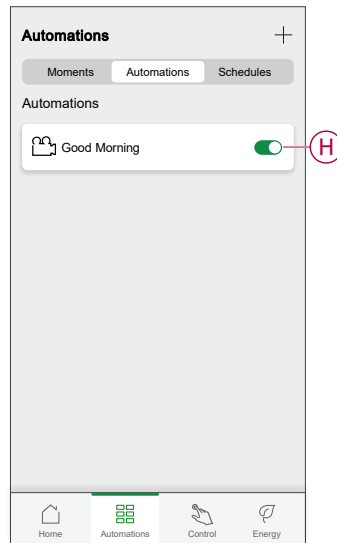 Automations
Moments Automations Schedules
Automations
Good Morning
H
Home Automations Control Energy